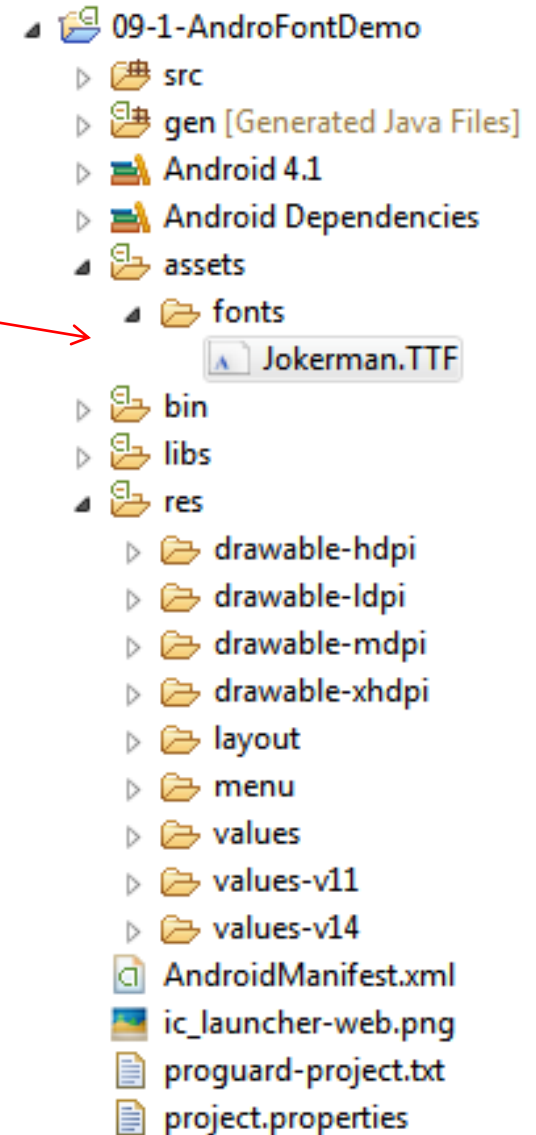 09-1-AndroFontDemo
src
gen [Generated Java Files]
Android 4.1
Android Dependencies
assets
fonts
Jokerman.TTF
bin
libs
res
drawable-hdpi
drawable-ldpi
drawable-mdpi
drawable-xhdpi
layout
menu
values
values-v11
values-v14
AndroidManifest.xml
ic_launcher-web.png
proguard-project.txt
project.properties